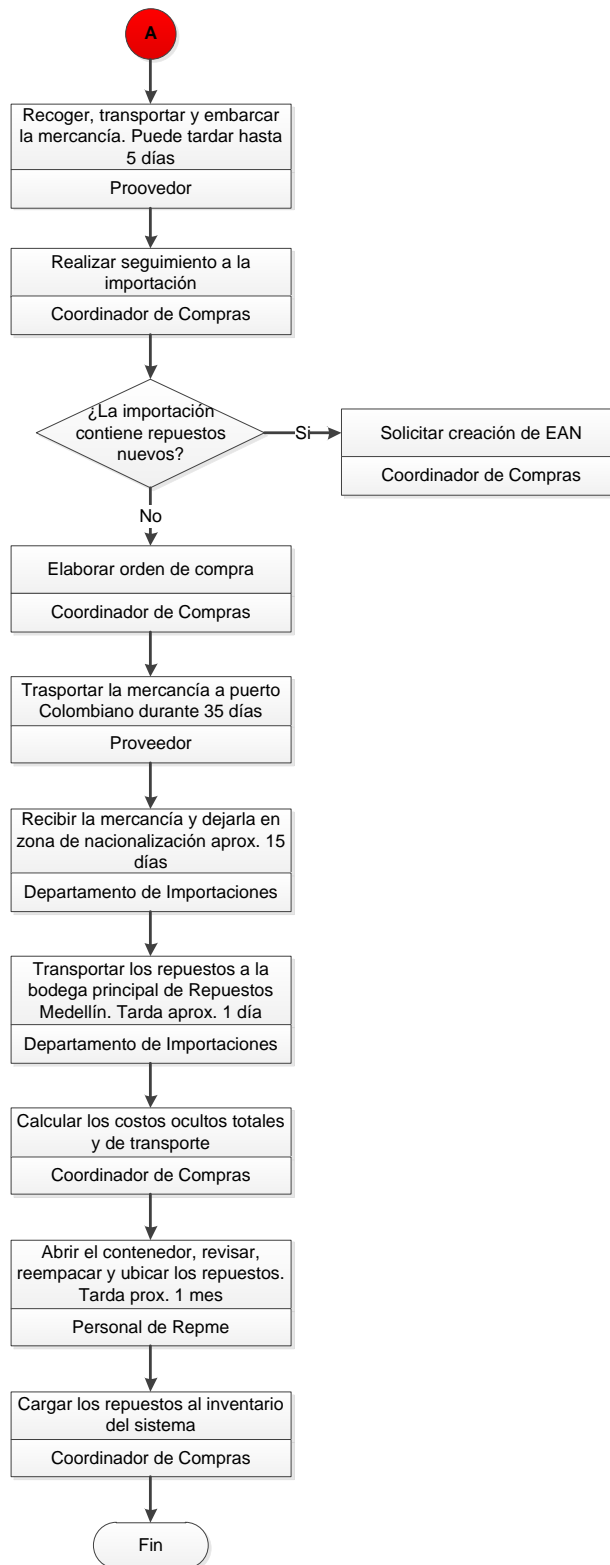 A
Recoger, transportar y embarcar
la mercancía. Puede tardar hasta
5 días
Proovedor
Realizar seguimiento a la
importación
Coordinador de Compras
¿La importación
contiene repuestos
nuevos?
Si
Solicitar creación de EAN
Coordinador de Compras
No
Elaborar orden de compra
Coordinador de Compras
Trasportar la mercancía a puerto
Colombiano durante 35 días
Proveedor
Recibir la mercancía y dejarla en
zona de nacionalización aprox. 15
días
Departamento de Importaciones
Transportar los repuestos a la
bodega principal de Repuestos
Medellín. Tarda aprox. 1 día
Departamento de Importaciones
Calcular los costos ocultos totales
y de transporte
Coordinador de Compras
Abrir el contenedor, revisar,
reempacar y ubicar los repuestos.
Tarda prox. 1 mes
Personal de Repme
Cargar los repuestos al inventario
del sistema
Coordinador de Compras
Fin